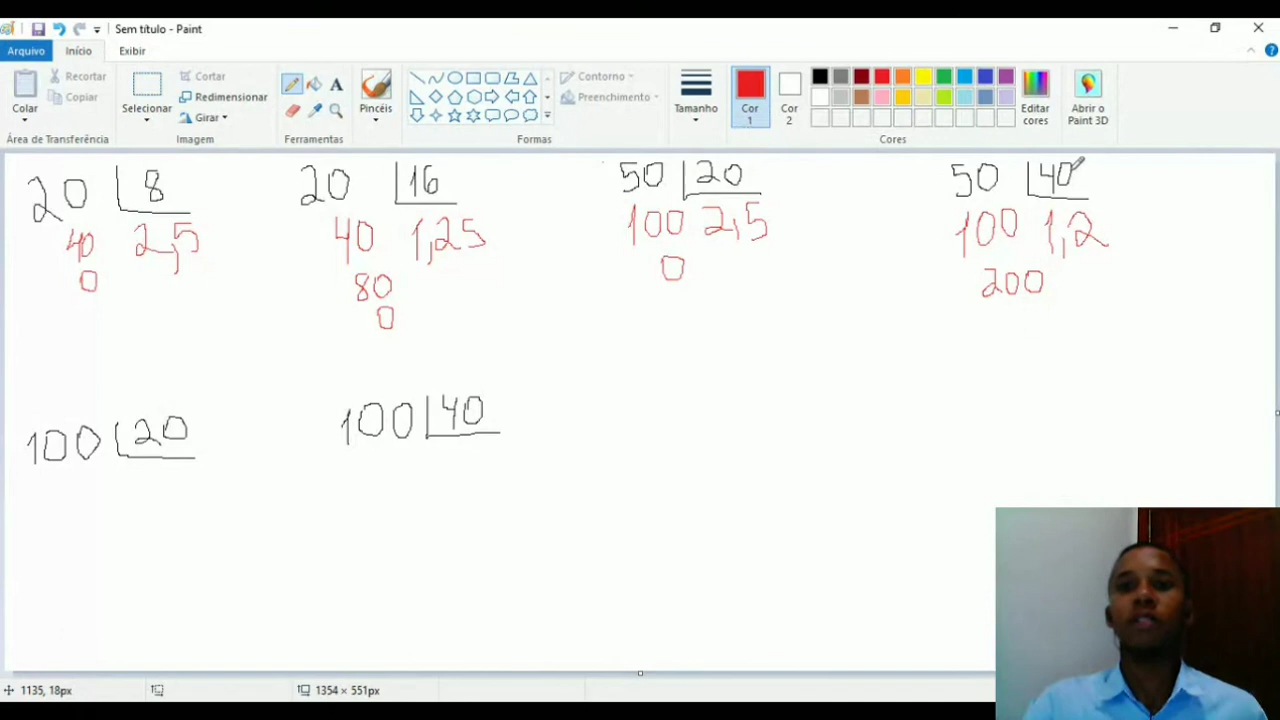 Sem título - Paint
Arquivo Início Exibir
Colar
Recortar
Copiar
Área de Transferência
Selecionar
Cortar
Redimensionar
Girar
Imagem
Ferramentas
Pincéis
Contorno
Preenchimento
Formas
Tamanho
Cor 1
Cor 2
Editar cores
Cores
Abrir o Paint 3D
20 8
40 2,5
0
20 16
40 1,25
80
0
50 20
100 2,5
0
50 40
100 1,2
200
100 20
100 40
1135, 18px
1354 × 551px